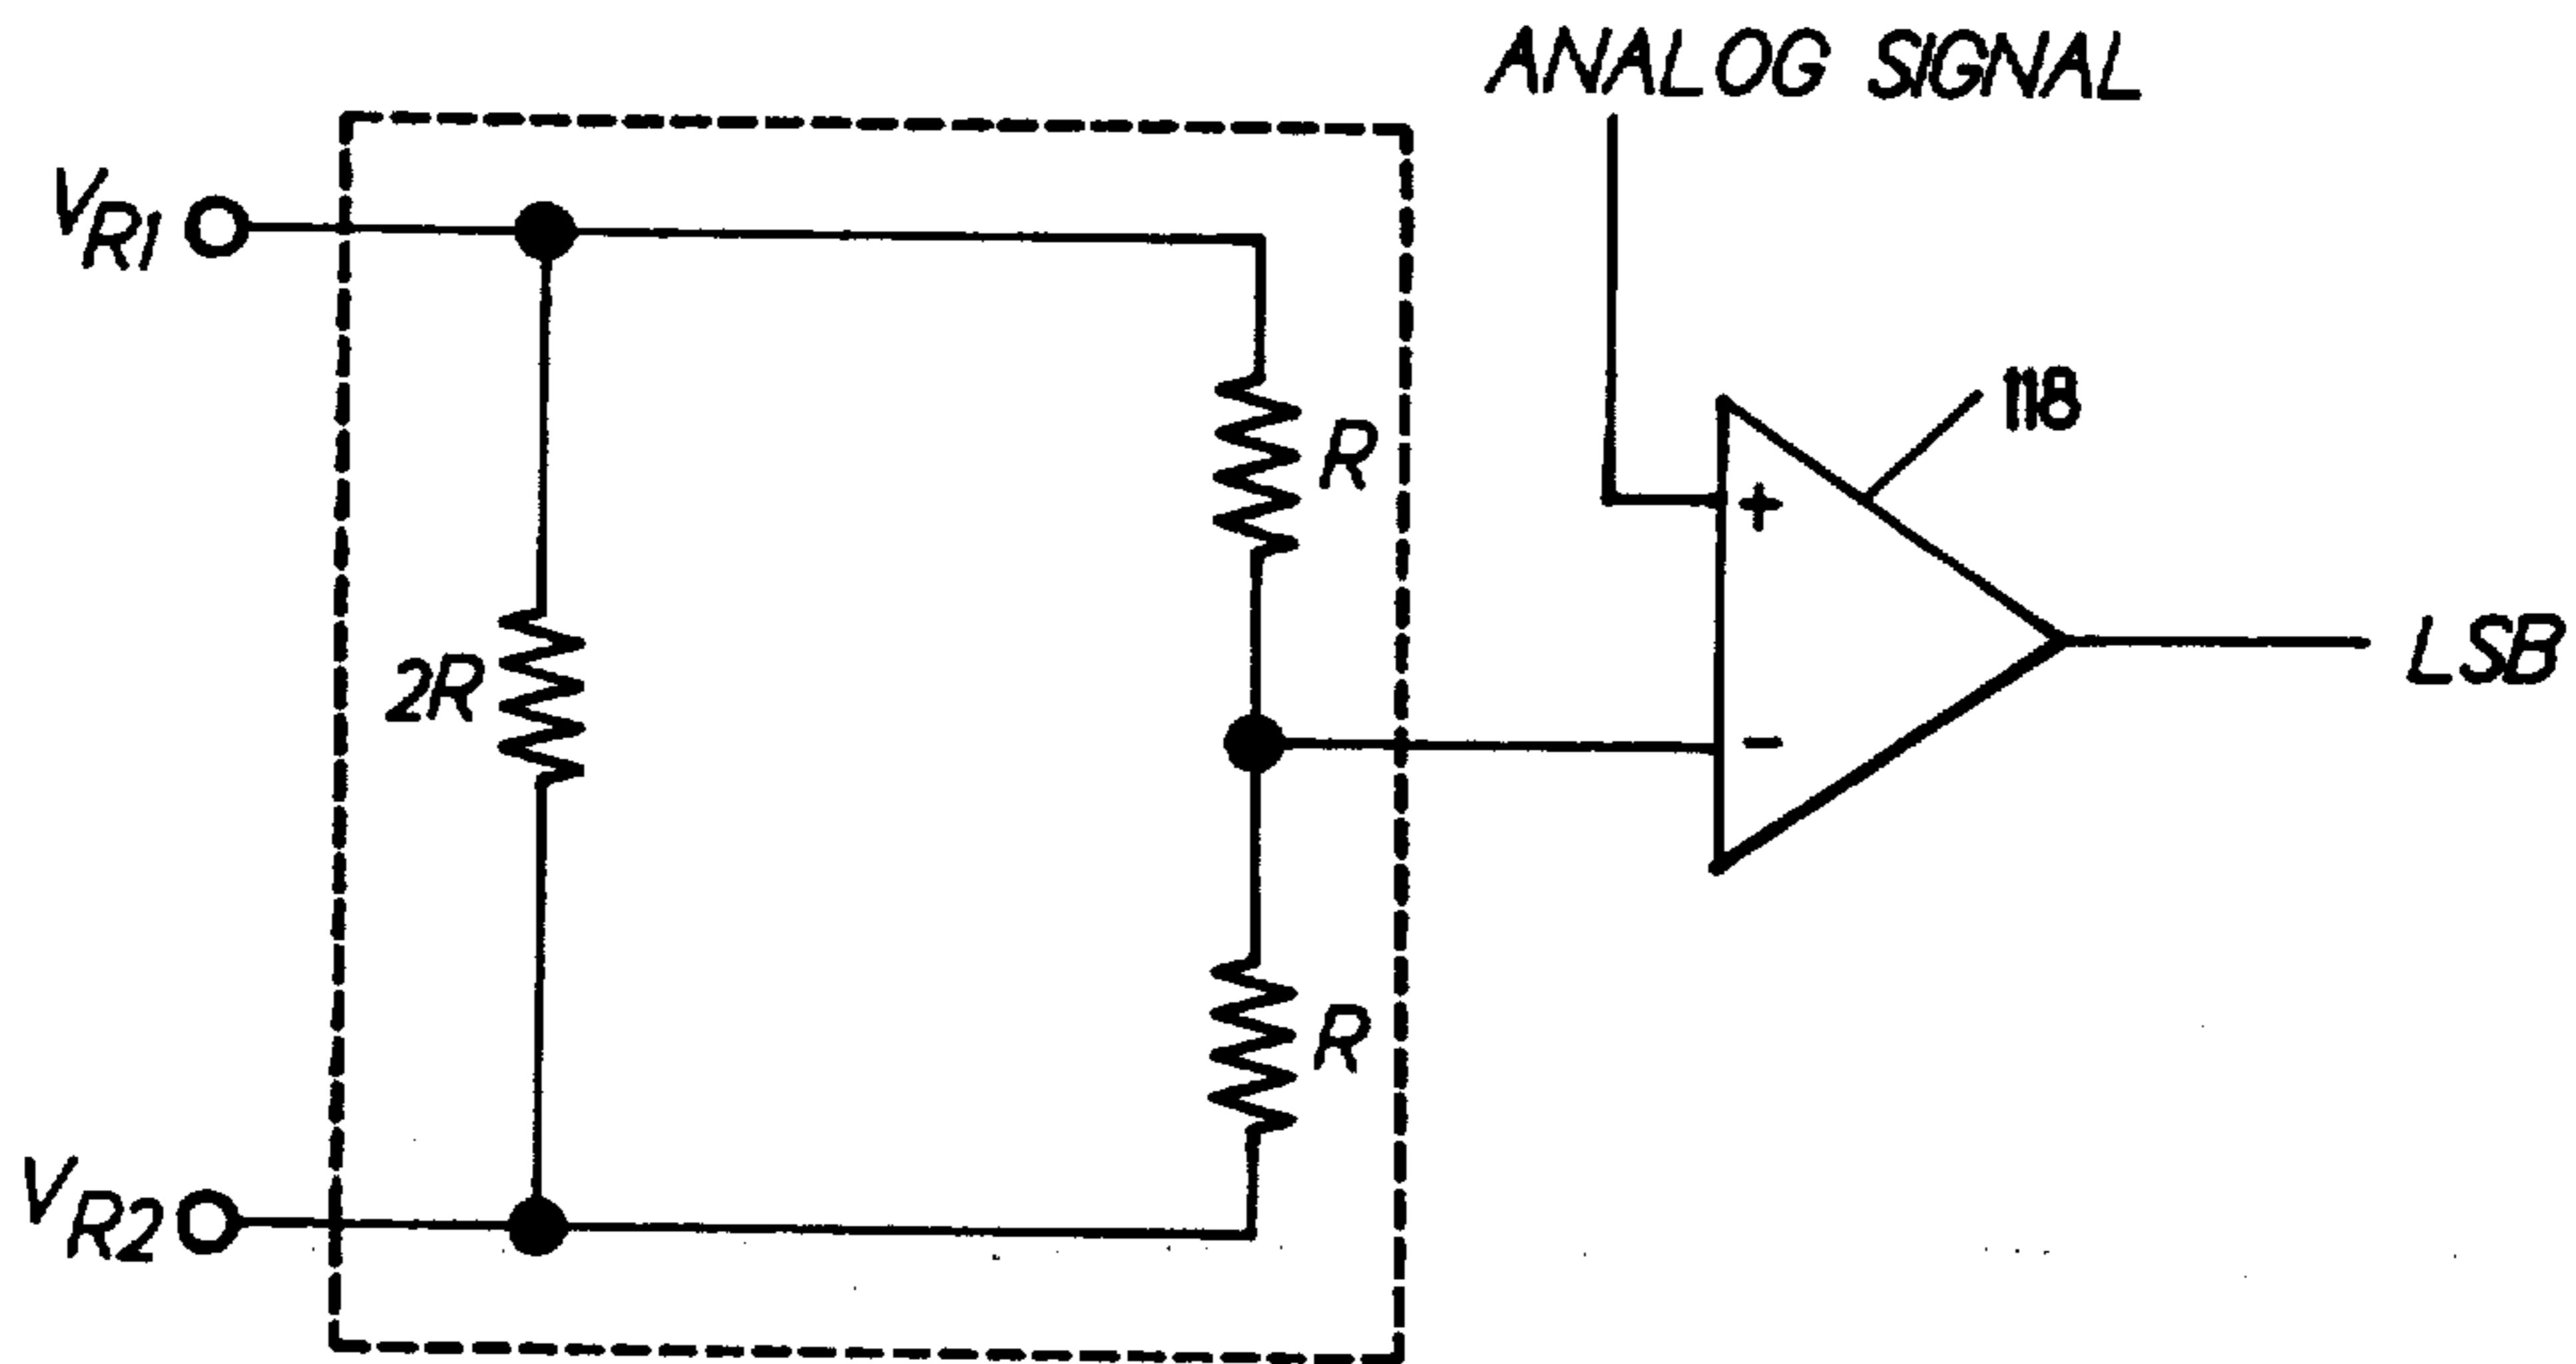 ANALOG SIGNAL
VR1
R
118
+
2R
LSB
-
R
VR2